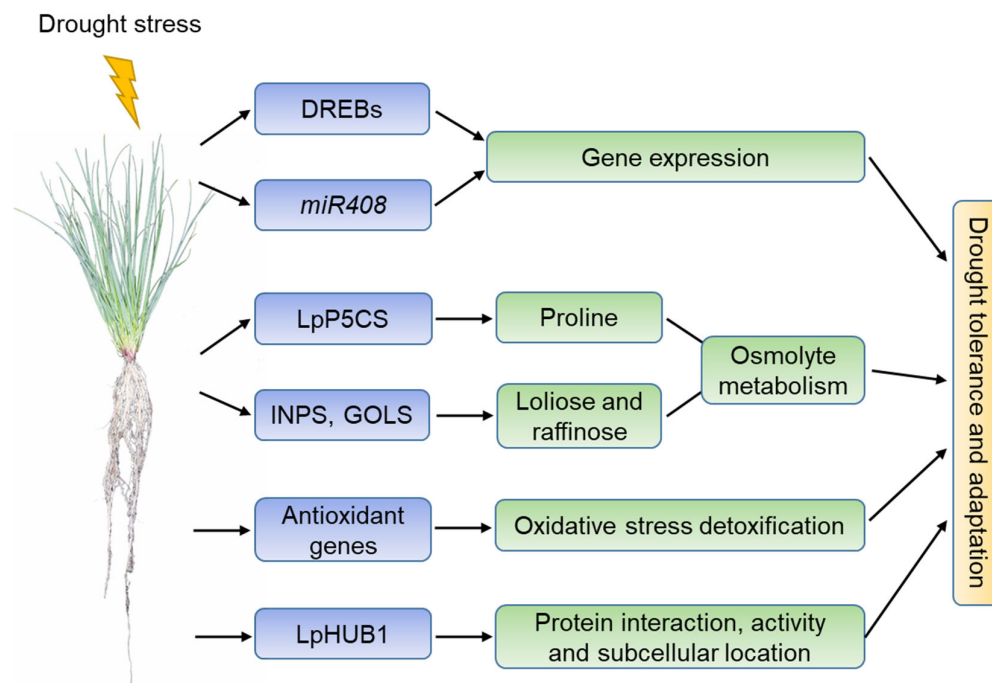 Drought stress
DREBs
miR408
Gene expression
LpP5CS
Proline
INPS, GOLS
Loliose and
raffinose
Osmolyte
metabolism
Antioxidant
genes
Oxidative stress detoxification
LpHUB1
Protein interaction, activity
and subcellular location
Drought tolerance and adaptation